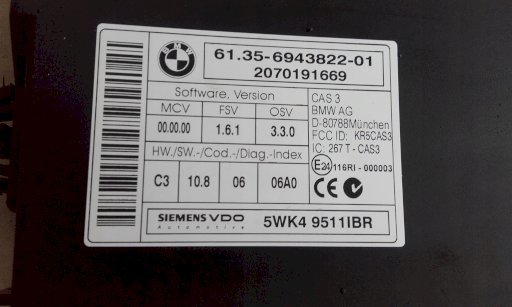 BMW
61.35-6943822-01
2070191669
Software, Version
MCV FSV OSV
00.00.00 1.6.1 3.3.0
HW./SW.-/Cod.-/Diag.-Index
C3 10.8 06 06A0
CAS 3
BMW AG
D-80788München
FCC ID: KR5CAS3
IC: 267 T - CAS3
E24 116RI - 000003
CE
SIEMENS VDO 5WK4 9511IBR
Automotive